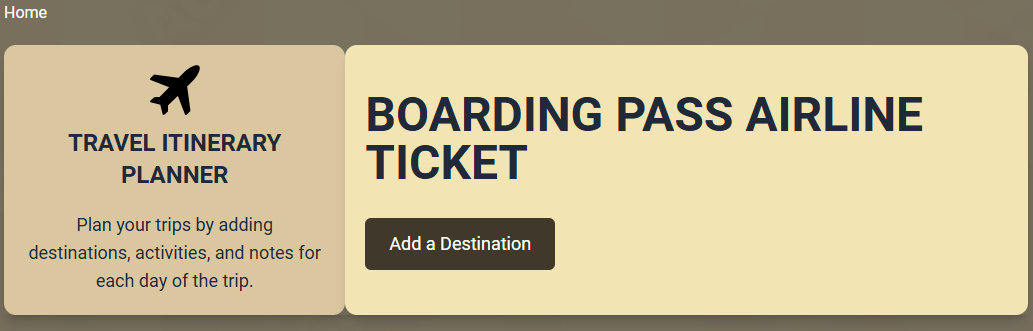 Home
TRAVEL ITINERARY
PLANNER
Plan your trips by adding
destinations, activities, and notes for
each day of the trip.
BOARDING PASS AIRLINE
TICKET
Add a Destination